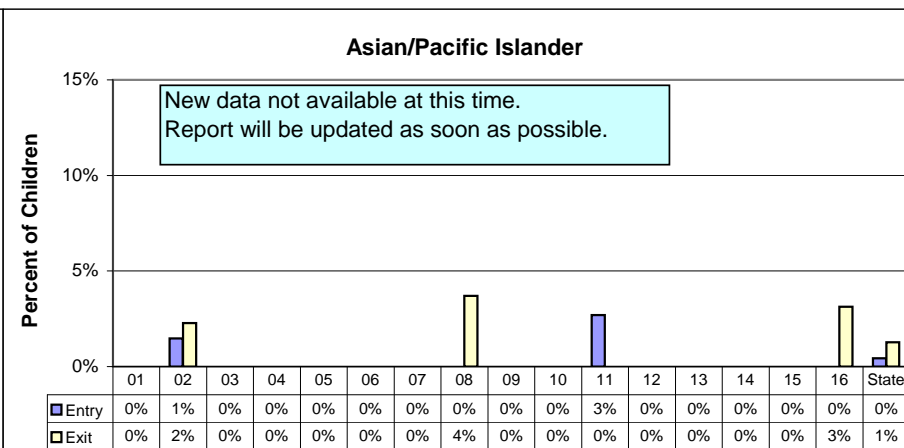 Asian/Pacific Islander
15%
New data not available at this time.
Report will be updated as soon as possible.
10%
5%
0%
Percent of Children
01 02 03 04 05 06 07 08 09 10 11 12 13 14 15 16 State
Entry 0% 1% 0% 0% 0% 0% 0% 0% 0% 0% 3% 0% 0% 0% 0% 0% 0%
Exit 0% 2% 0% 0% 0% 0% 0% 4% 0% 0% 0% 0% 0% 0% 0% 3% 1%